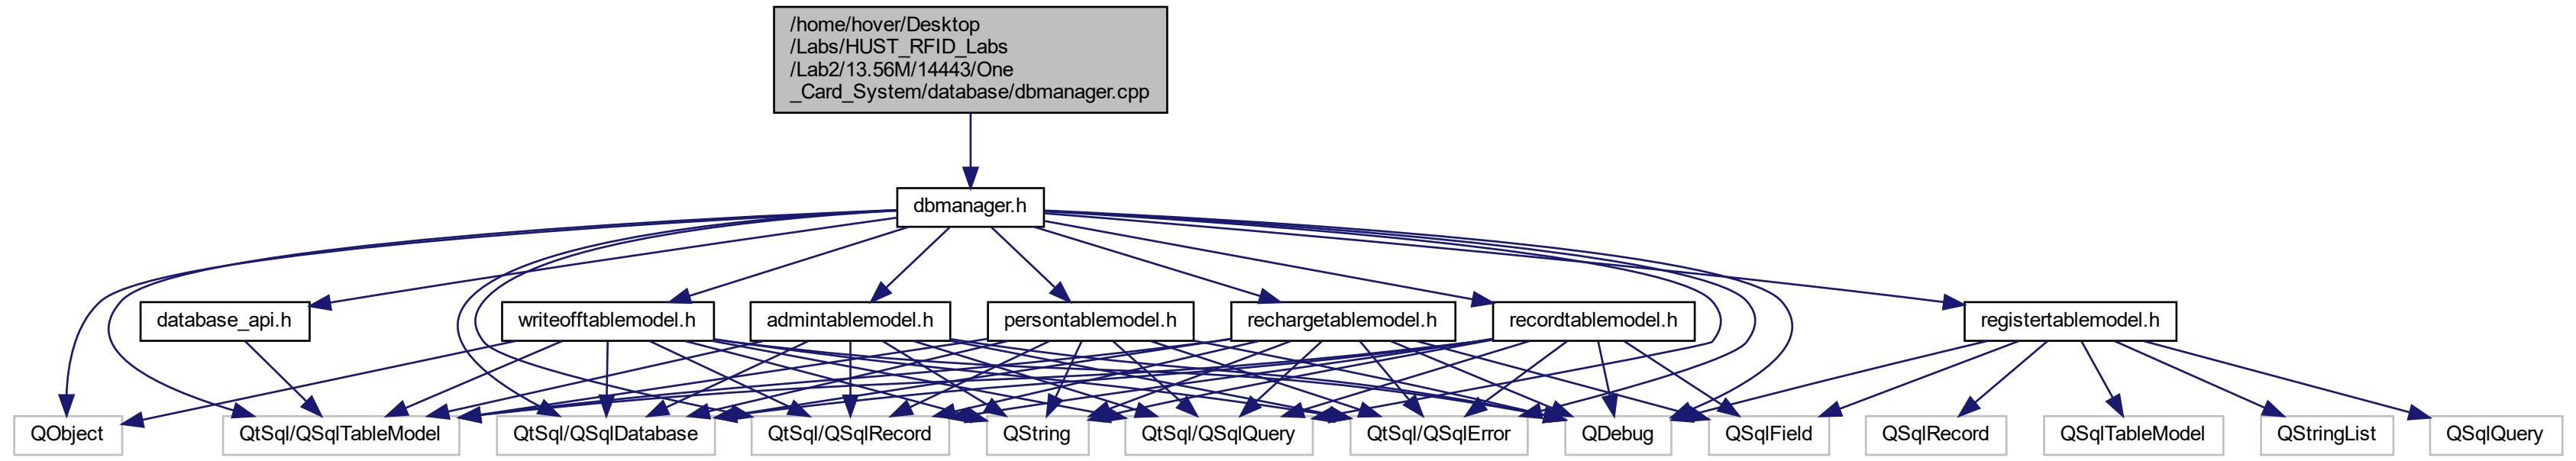 /home/hover/Desktop
/Labs/HUST_RFID_Labs
/Lab2/13.56M/14443/One
_Card_System/database/dbmanager.cpp
dbmanager.h
database_api.h
writeofftablemodel.h
admintablemodel.h
persontablemodel.h
rechargetablemodel.h
recordtablemodel.h
registertablemodel.h
QObject
QtSql/QSqlTableModel
QtSql/QSqlDatabase
QtSql/QSqlRecord
QString
QtSql/QSqlQuery
QtSql/QSqlError
QDebug
QSqlField
QSqlRecord
QSqlTableModel
QStringList
QSqlQuery